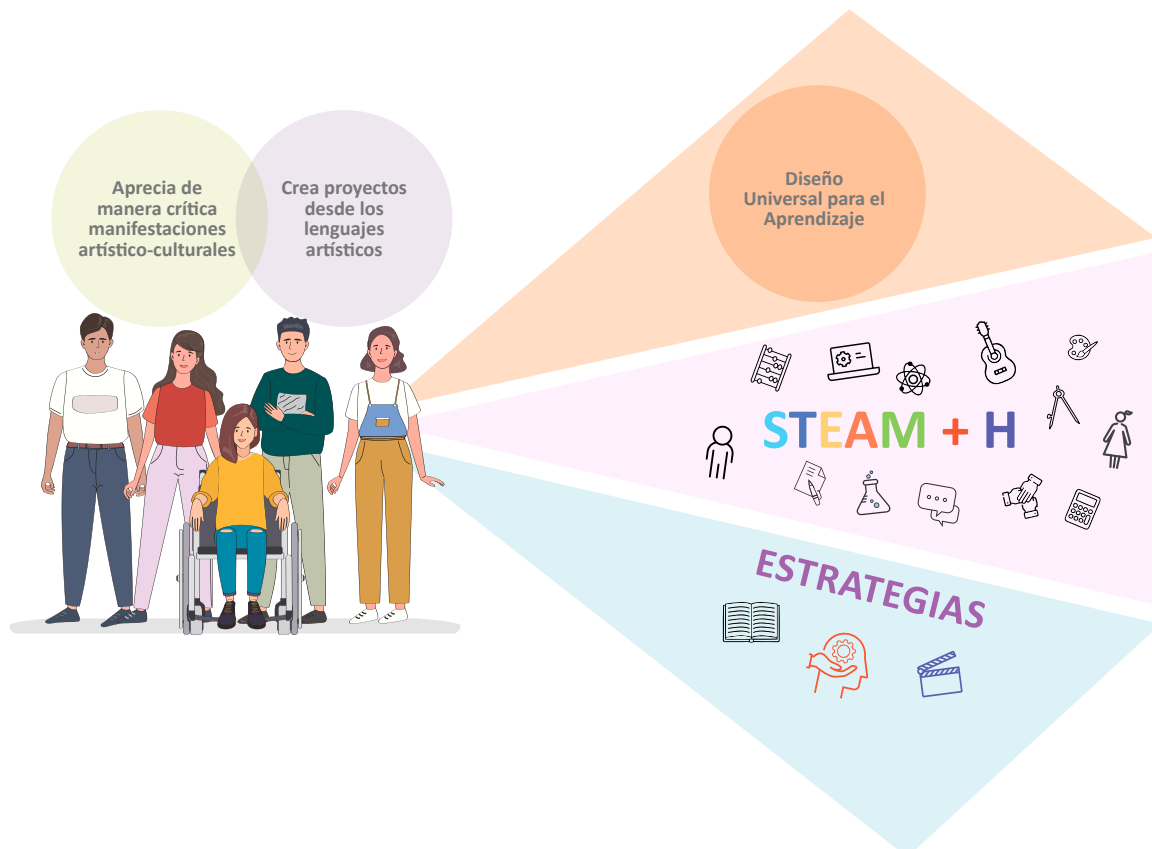 Aprecia de
manera crítica
manifestaciones
artístico-culturales
Crea proyectos
desde los
lenguajes
artísticos
Diseño
Universal para el
Aprendizaje
STEAM + H
ESTRATEGIAS